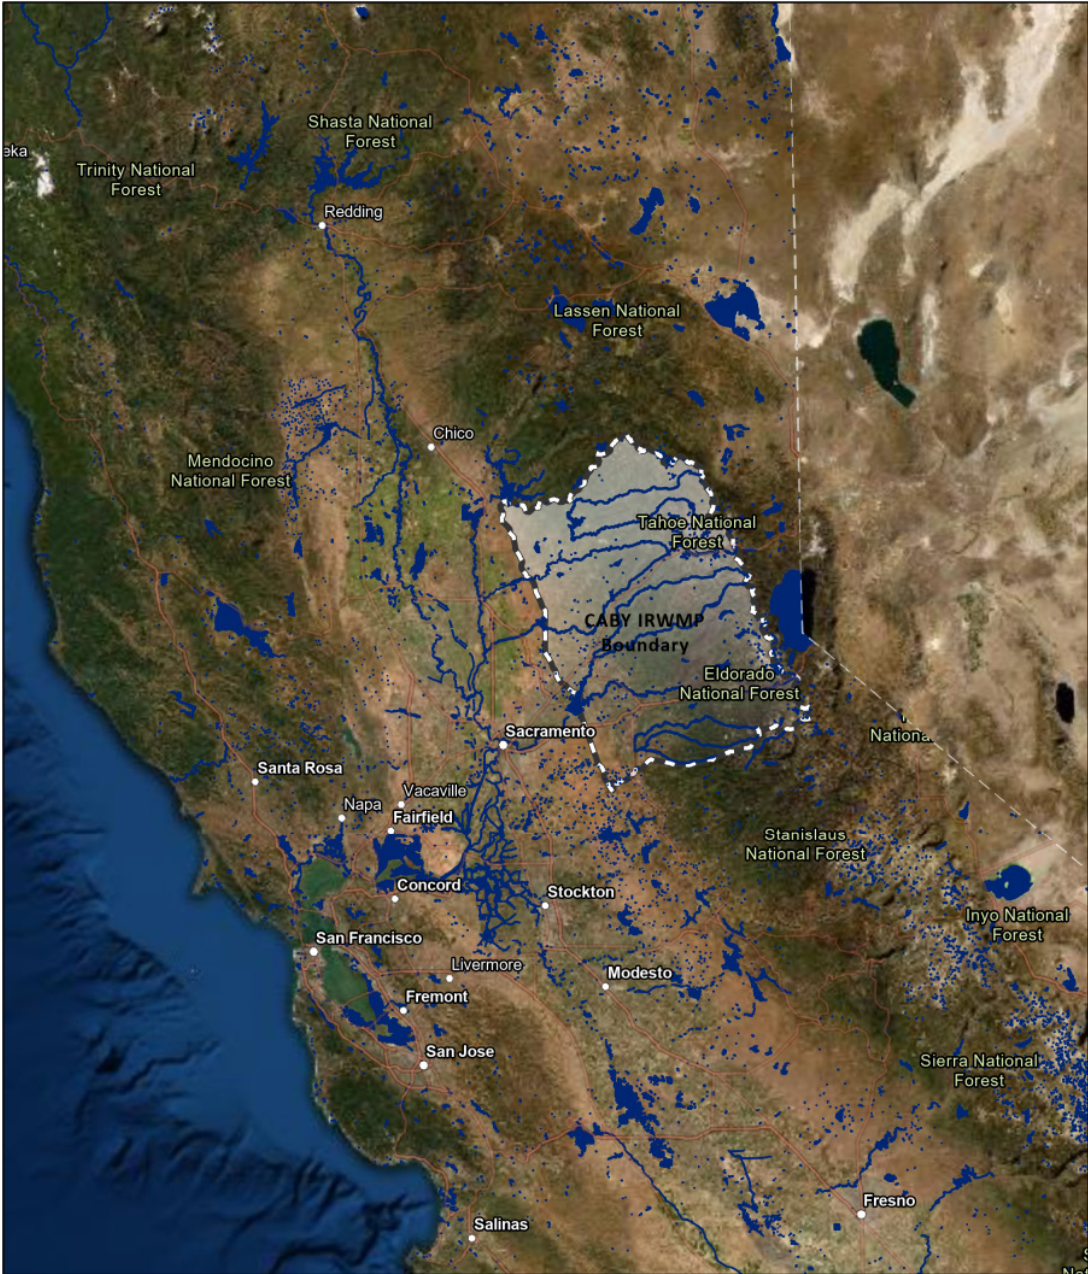 Shasta National
Forest
eka
Trinity National
Forest
Redding
Lassen National
Forest
Chico
Mendocino
National Forest
Tahoe National
Forest
CABY IRWMP
Boundary
Eldorado
National Forest
Nationa
Sacramento
Santa Rosa
Vacaville
Napa
Fairfield
Stanislaus
National Forest
Concord
Stockton
Inyo National
Forest
San Francisco
Livermore
Modesto
Fremont
San Jose
Sierra National
Forest
Fresno
Salinas
S
Na